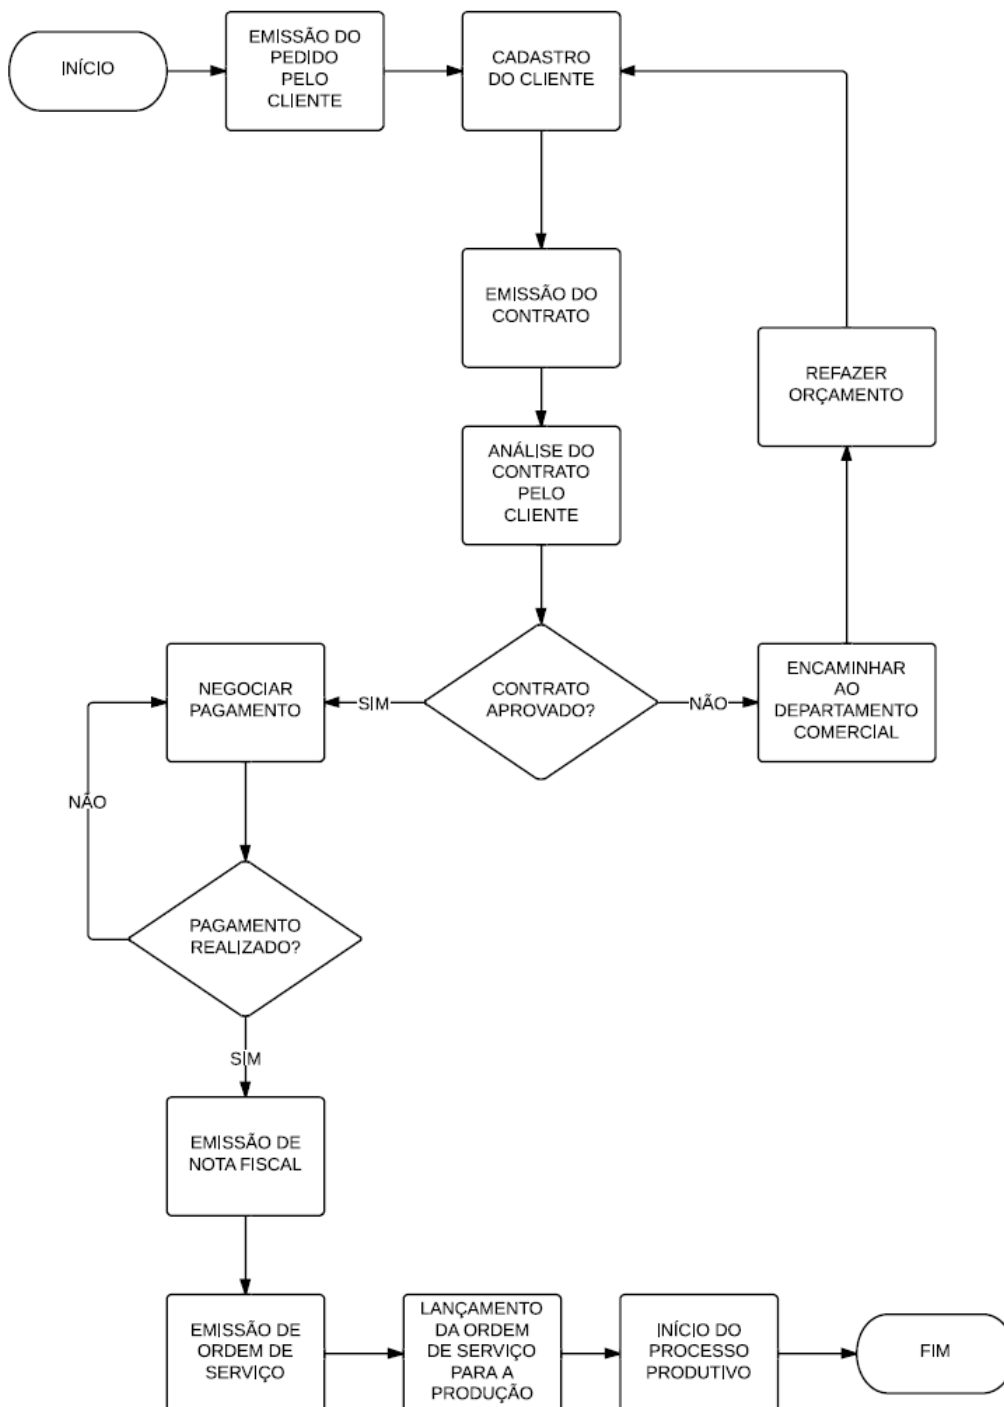 INÍCIO
EMISSÃO DO
PEDIDO
PELO
CLIENTE
CADASTRO
DO CLIENTE
EMISSÃO DO
CONTRATO
REFAZER
ORÇAMENTO
ANÁLISE DO
CONTRATO
PELO
CLIENTE
NEGOCIAR
PAGAMENTO
SIM
CONTRATO
APROVADO?
NÃO
ENCAMINHAR
AO
DEPARTAMENTO
COMERCIAL
NÃO
PAGAMENTO
REALIZADO?
SIM
EMISSÃO DE
NOTA FISCAL
EMISSÃO DE
ORDEM DE
SERVIÇO
LANÇAMENTO
DA ORDEM
DE SERVIÇO
PARA A
PRODUÇÃO
INÍCIO DO
PROCESSO
PRODUTIVO
FIM